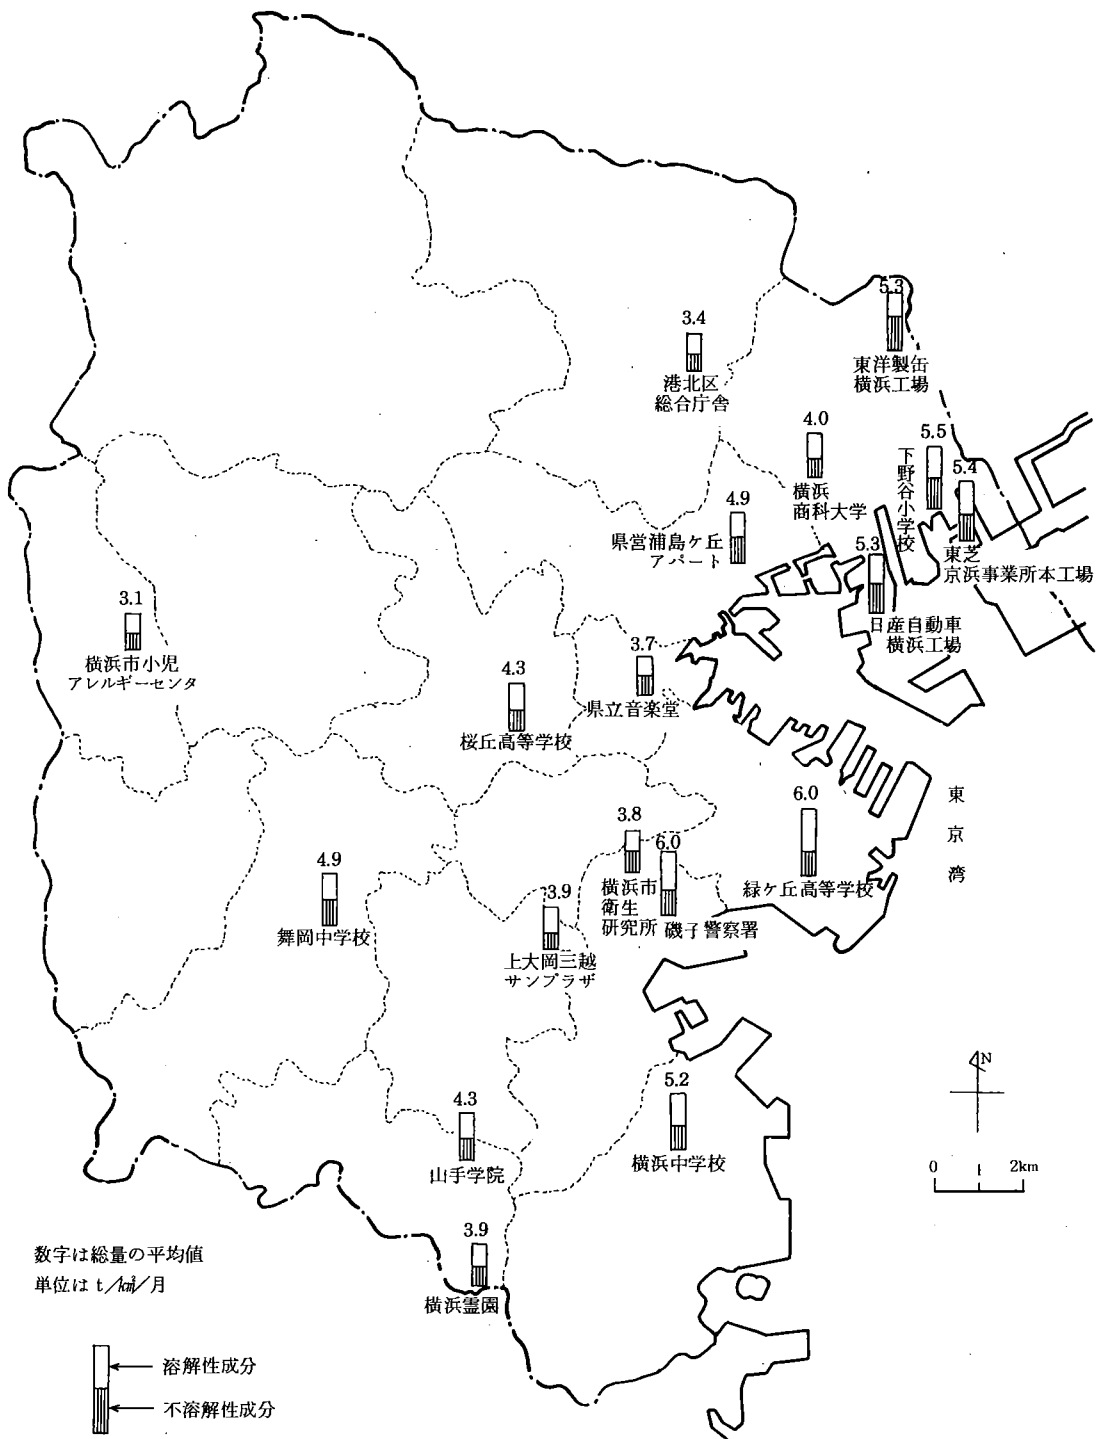 5.3
東洋製缶
横浜工場
3.4
港北区
総合庁舎
4.0
横浜
商科大学
5.5
下野谷小学校
5.4
東芝
京浜事業所本工場
4.9
県営浦島ケ丘
アパート
5.3
日産自動車
横浜工場
3.1
横浜市小児
アレルギーセンタ
3.7
県立音楽堂
4.3
桜丘高等学校
東京湾
6.0
緑ケ丘高等学校
3.8
横浜市
衛生
研究所
6.0
磯子警察署
4.9
舞岡中学校
3.9
上大岡三越
サンプラザ
N
5.2
横浜中学校
4.3
山手学院
0 2km
3.9
横浜霊園
数字は総量の平均値
単位は t/km²/月
溶解性成分
不溶解性成分